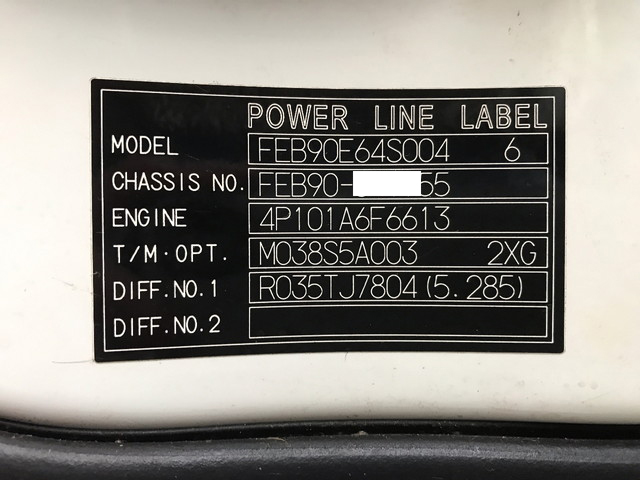 POWER LINE LABEL
MODEL FEB90E64S004 6
CHASSIS NO. FEB90- 55
ENGINE 4P101A6F6613
T/M·OPT. M038S5A003 2XG
DIFF.NO.1 R035TJ7804(5.285)
DIFF.NO.2